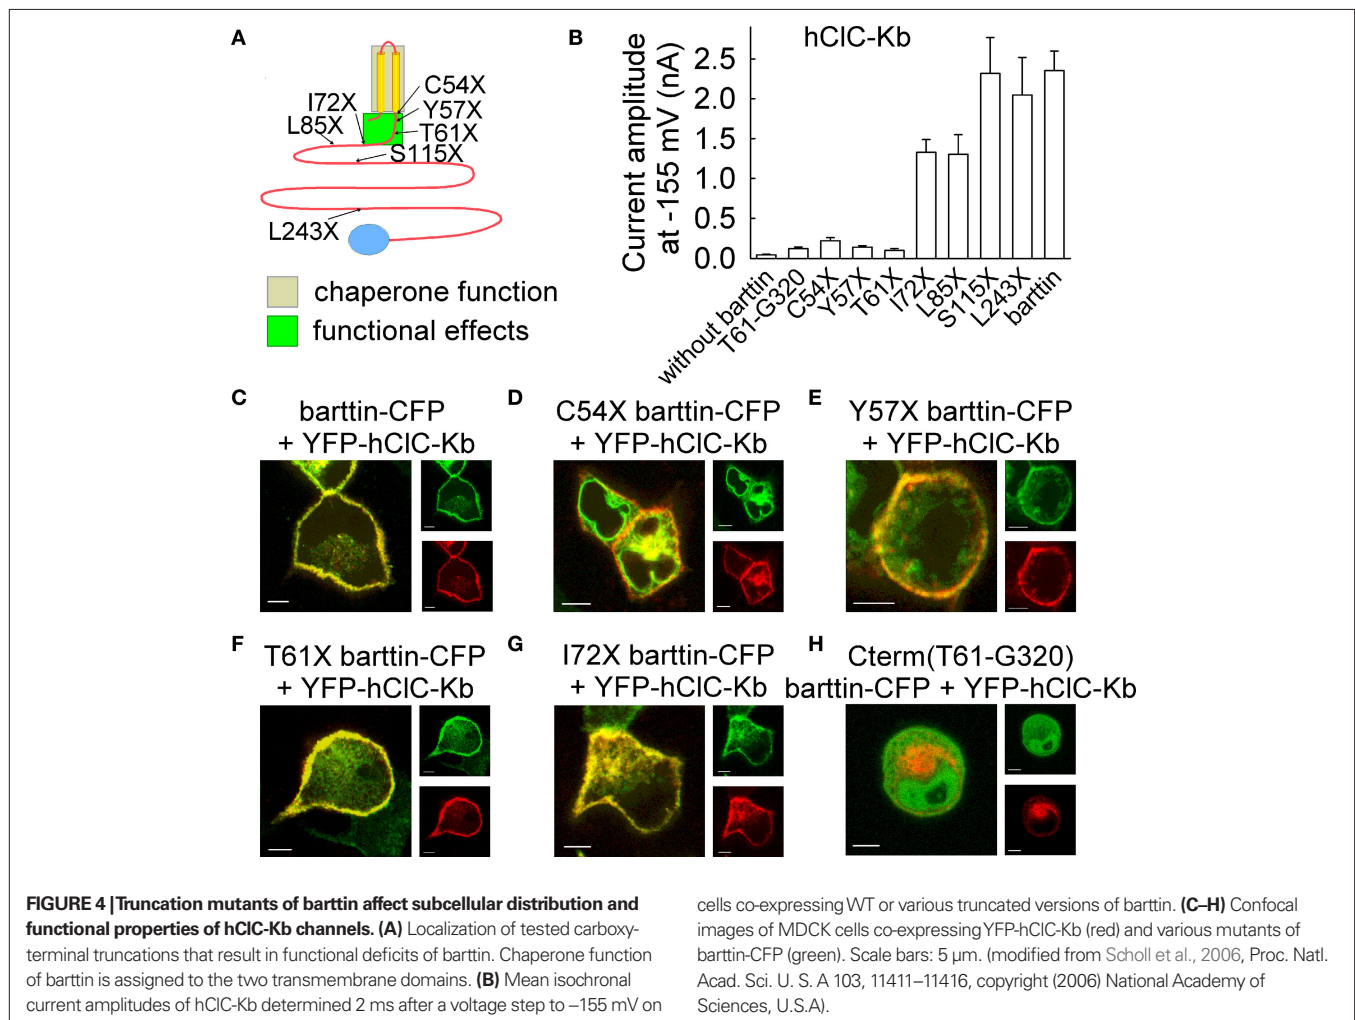 A
C54X
I72X
Y57X
L85X
T61X
S115X
L243X
chaperone function
functional effects
B
hClC-Kb
Current amplitude
at -155 mV (nA)
2.5
2.0
1.5
1.0
0.5
0.0
without barttin
T61-G320
C54X
Y57X
T61X
I72X
L85X
S115X
L243X
barttin
C
barttin-CFP
+ YFP-hClC-Kb
D
C54X barttin-CFP
+ YFP-hClC-Kb
E
Y57X barttin-CFP
+ YFP-hClC-Kb
F
T61X barttin-CFP
+ YFP-hClC-Kb
G
I72X barttin-CFP
+ YFP-hClC-Kb
H
Cterm(T61-G320)
barttin-CFP + YFP-hClC-Kb
FIGURE 4 | Truncation mutants of barttin affect subcellular distribution and
functional properties of hClC-Kb channels. (A) Localization of tested carboxy-
terminal truncations that result in functional deficits of barttin. Chaperone function
of barttin is assigned to the two transmembrane domains. (B) Mean isochronal
current amplitudes of hClC-Kb determined 2 ms after a voltage step to –155 mV on
cells co-expressing WT or various truncated versions of barttin. (C–H) Confocal
images of MDCK cells co-expressing YFP-hClC-Kb (red) and various mutants of
barttin-CFP (green). Scale bars: 5 μm. (modified from Scholl et al., 2006, Proc. Natl.
Acad. Sci. U. S. A 103, 11411–11416, copyright (2006) National Academy of
Sciences, U.S.A).